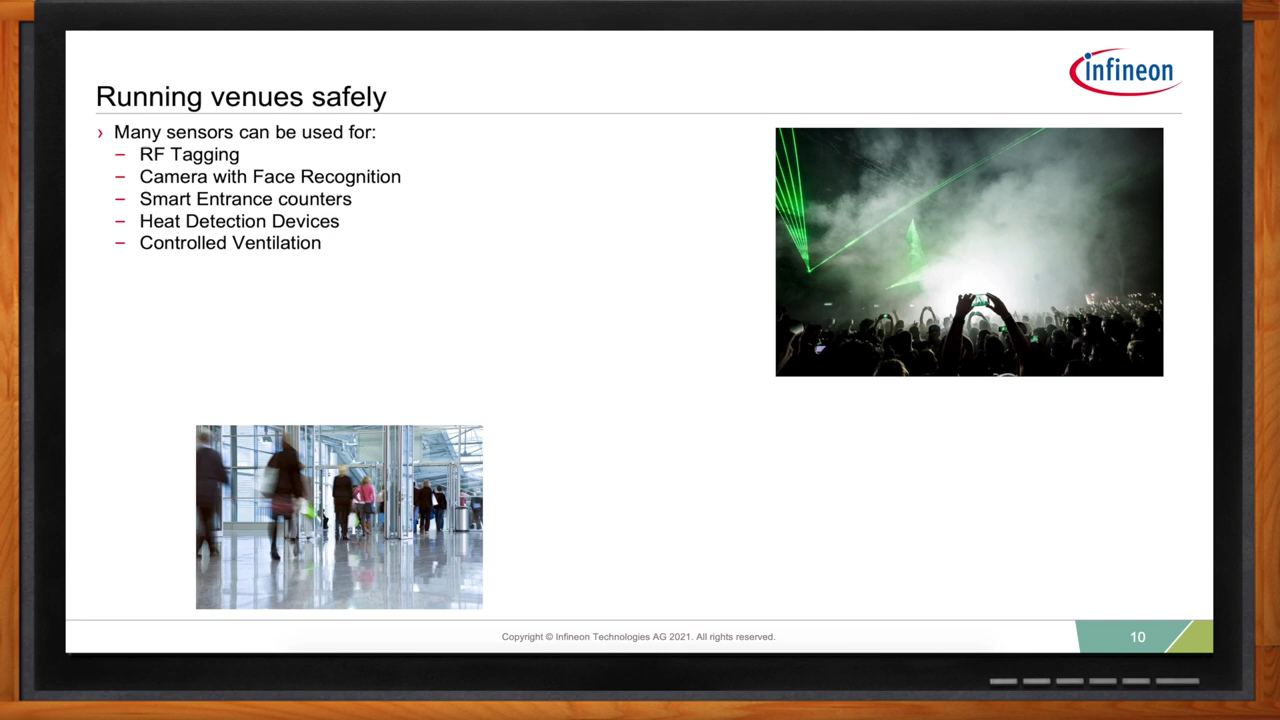 infineon
Running venues safely
› Many sensors can be used for:
– RF Tagging
– Camera with Face Recognition
– Smart Entrance counters
– Heat Detection Devices
– Controlled Ventilation
Copyright © Infineon Technologies AG 2021. All rights reserved.
10